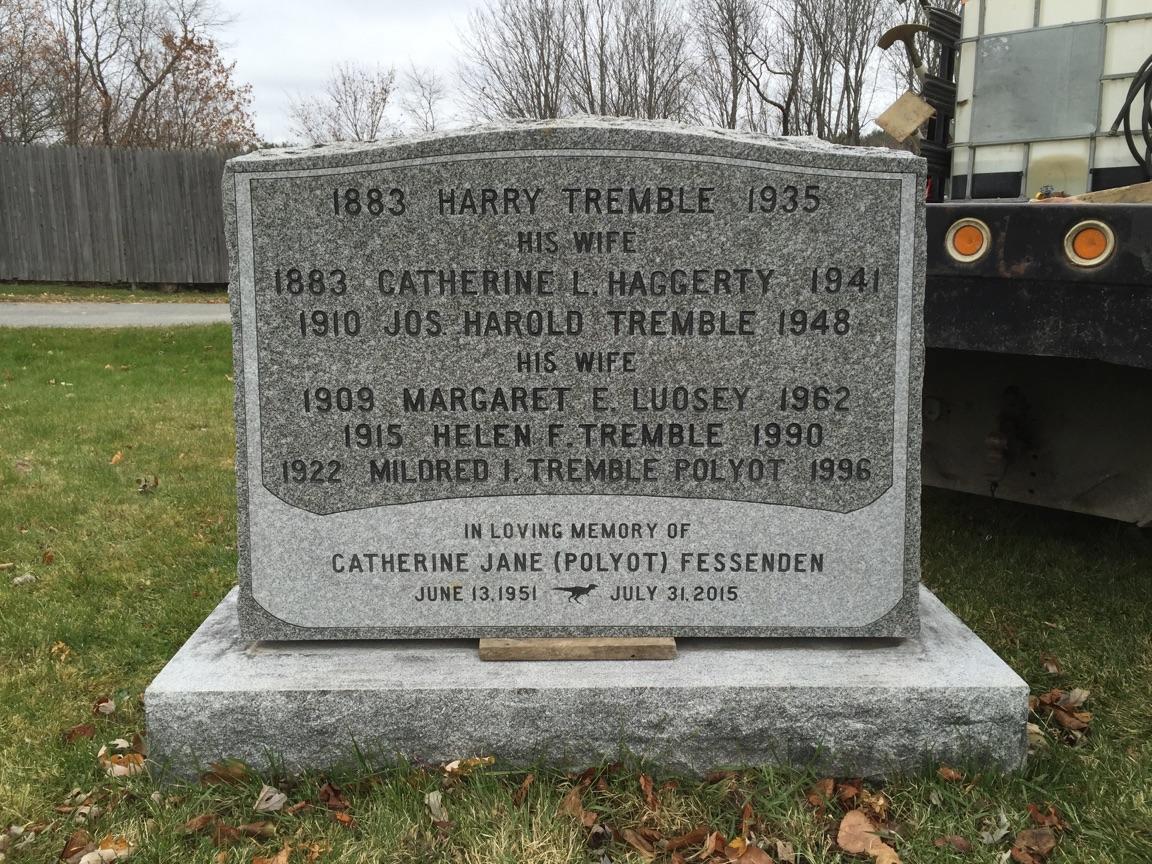 1883 HARRY TREMBLE 1935
HIS WIFE
1883 CATHERINE L. HAGGERTY 1941
1910 JOS. HAROLD TREMBLE 1948
HIS WIFE
1909 MARGARET E. LUOSEY 1962
1915 HELEN F. TREMBLE 1990
1922 MILDRED I. TREMBLE POLYOT 1996
IN LOVING MEMORY OF
CATHERINE JANE (POLYOT) FESSENDEN
JUNE 13, 1951 JULY 31, 2015